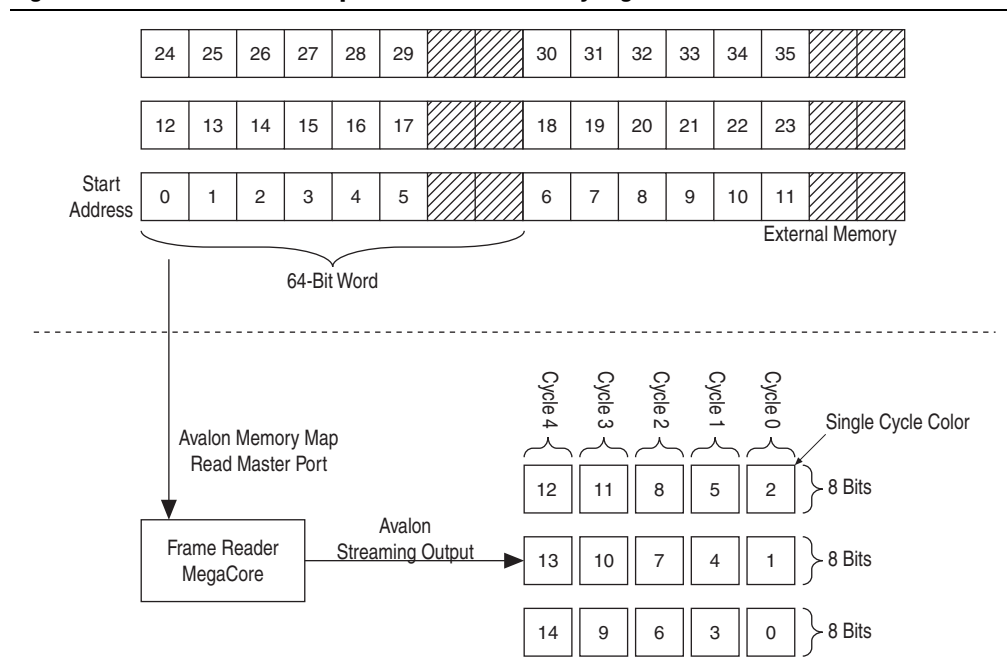 24 25 26 27 28 29 30 31 32 33 34 35
12 13 14 15 16 17 18 19 20 21 22 23
Start
Address
0 1 2 3 4 5 6 7 8 9 10 11
External Memory
64-Bit Word
Avalon Memory Map
Read Master Port
Frame Reader
MegaCore
Avalon
Streaming Output
Cycle 4
Cycle 3
Cycle 2
Cycle 1
Cycle 0
Single Cycle Color
12 11 8 5 2
8 Bits
13 10 7 4 1
8 Bits
14 9 6 3 0
8 Bits